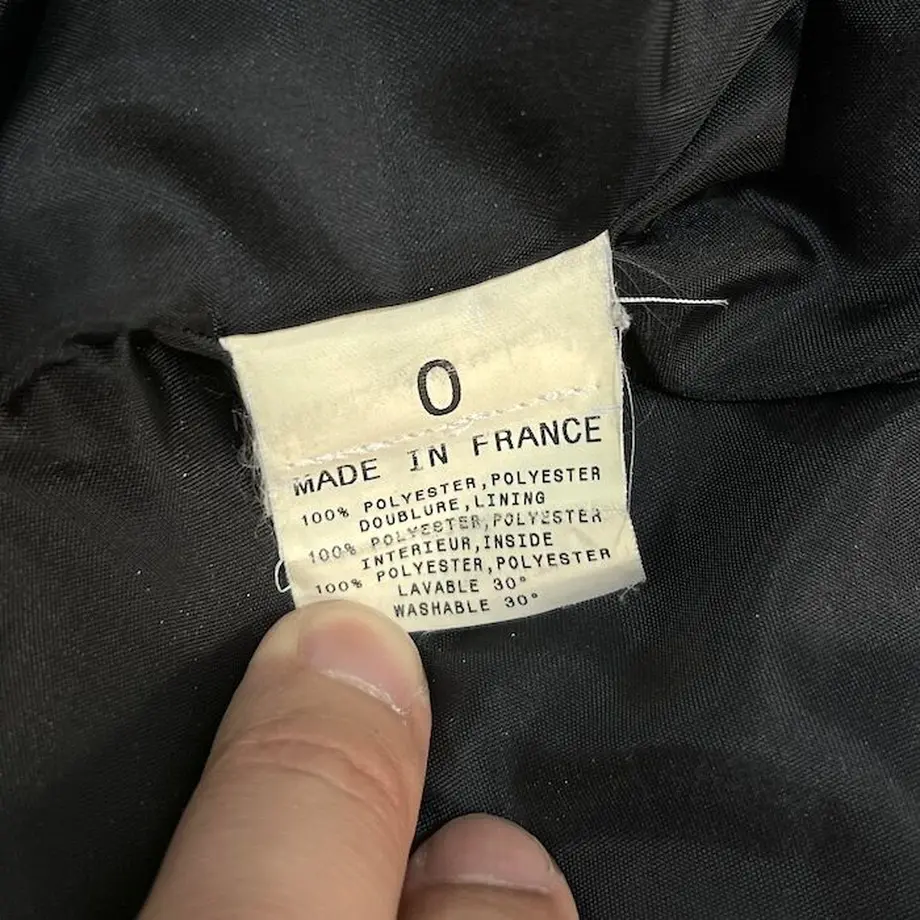 0
MADE IN FRANCE
100% POLYESTER,POLYESTER
DOUBLURE,LINING
100% POLYESTER,POLYESTER
INTERIEUR,INSIDE
100% POLYESTER,POLYESTER
LAVABLE 30°
WASHABLE 30°